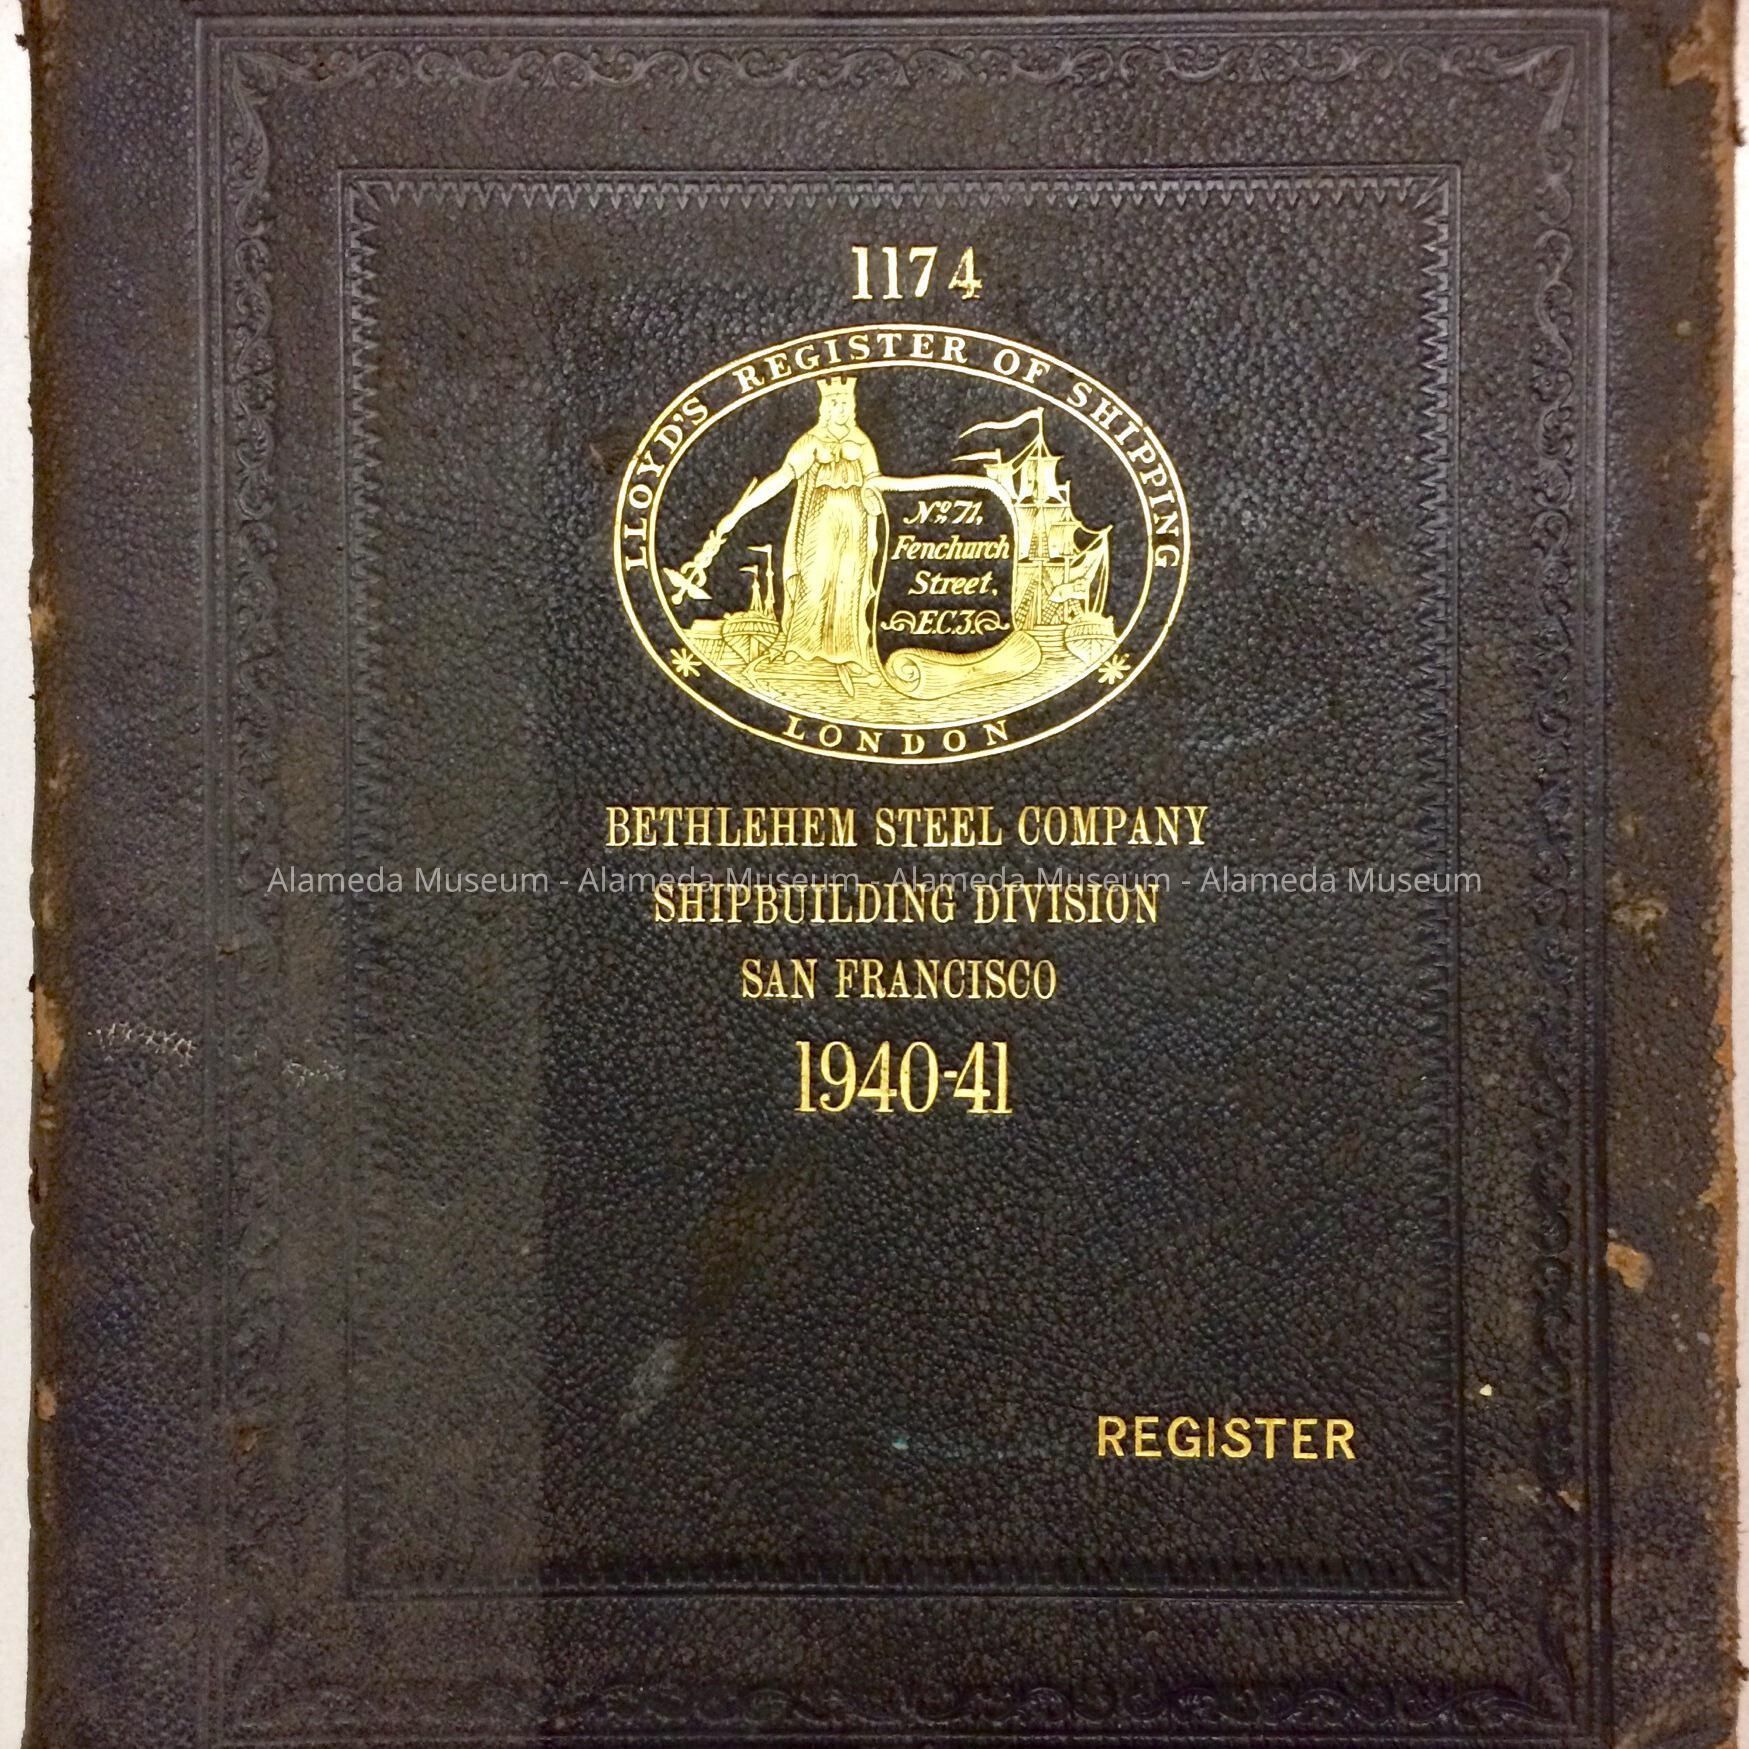 1174
LLOYD'S REGISTER OF SHIPPING
No. 71,
Fenchurch
Street,
E.C.3.
LONDON
BETHLEHEM STEEL COMPANY
Alameda Museum - Alameda Museum - Alameda Museum - Alameda Museum
SHIPBUILDING DIVISION
SAN FRANCISCO
1940-41
REGISTER